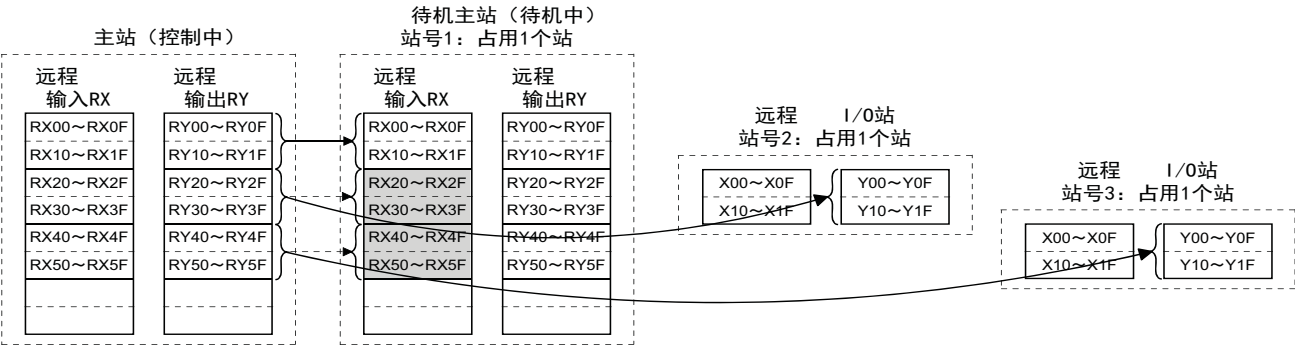 待机主站（待机中）
站号1：占用1个站
主站（控制中）
远程
输入RX
远程
输出RY
远程
输入RX
远程
输出RY
RX00～RX0F RY00～RY0F RX00～RX0F RY00～RY0F
RX10～RX1F RY10～RY1F RX10～RX1F RY10～RY1F
RX20～RX2F RY20～RY2F RX20～RX2F RY20～RY2F
RX30～RX3F RY30～RY3F RX30～RX3F RY30～RY3F
RX40～RX4F RY40～RY4F RX40～RX4F RY40～RY4F
RX50～RX5F RY50～RY5F RX50～RX5F RY50～RY5F
远程 I/O站
站号2：占用1个站
X00～X0F Y00～Y0F
X10～X1F Y10～Y1F
远程 I/O站
站号3：占用1个站
X00～X0F Y00～Y0F
X10～X1F Y10～Y1F